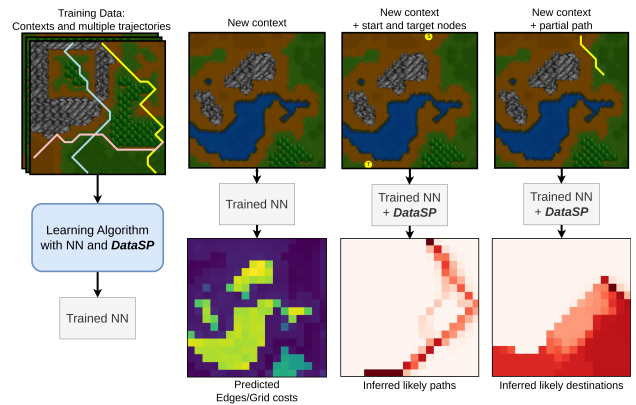 Training Data:
Contexts and multiple trajectories
Learning Algorithm
with NN and DataSP
Trained NN
New context
Trained NN
Predicted
Edges/Grid costs
New context
+ start and target nodes
S
T
Trained NN
+ DataSP
Inferred likely paths
New context
+ partial path
Trained NN
+ DataSP
Inferred likely destinations